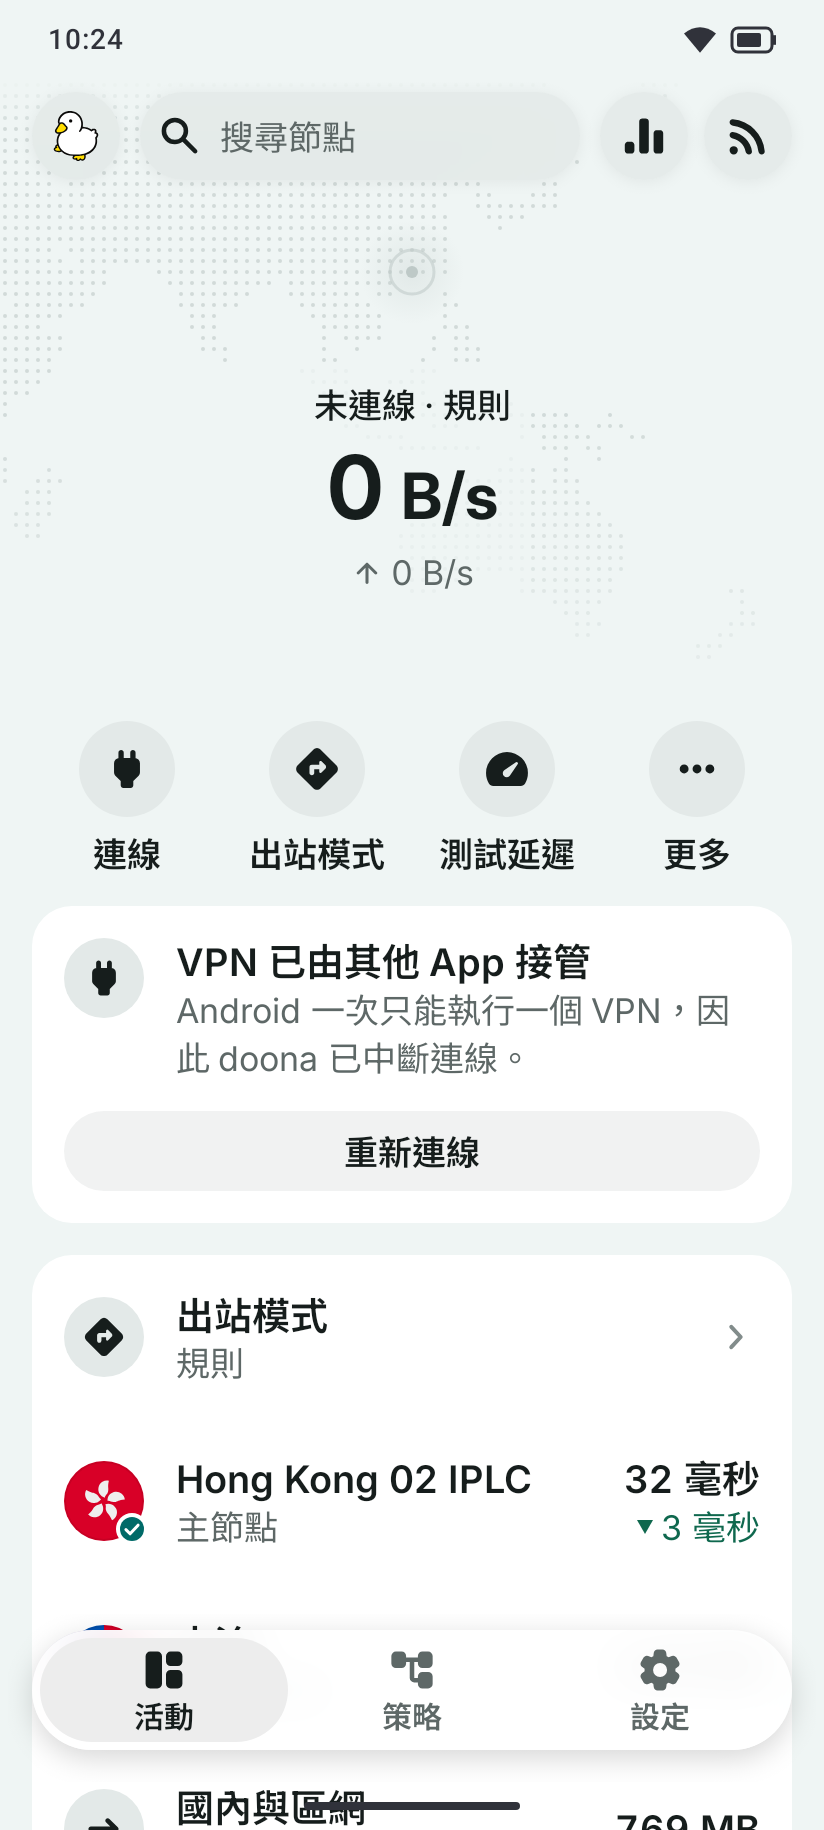 10:24
搜尋節點
未連線 · 規則
0 B/s
↑ 0 B/s
連線
出站模式
測試延遲
更多
VPN 已由其他 App 接管
Android 一次只能執行一個 VPN，因
此 doona 已中斷連線。
重新連線
出站模式
規則
Hong Kong 02 IPLC
32 毫秒
主節點
▼3 毫秒
活動
策略
設定
國內與區網
769 MB